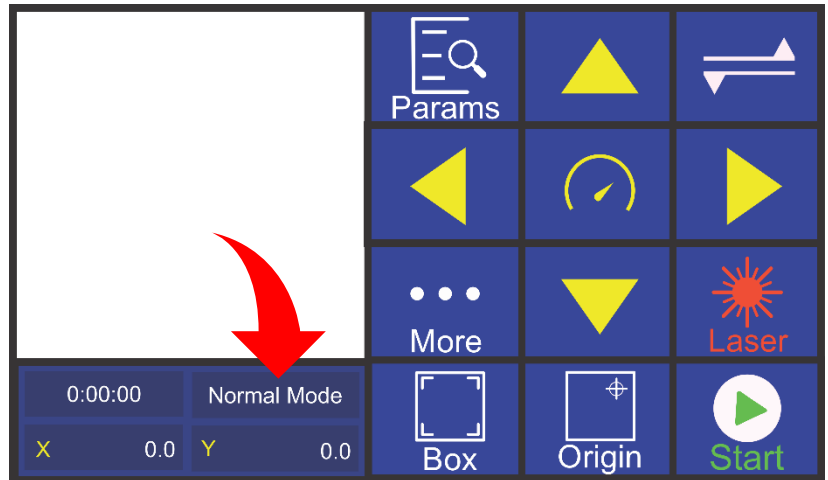 Params
More
Laser
0:00:00
Normal Mode
X 0.0
Y 0.0
Box
Origin
Start